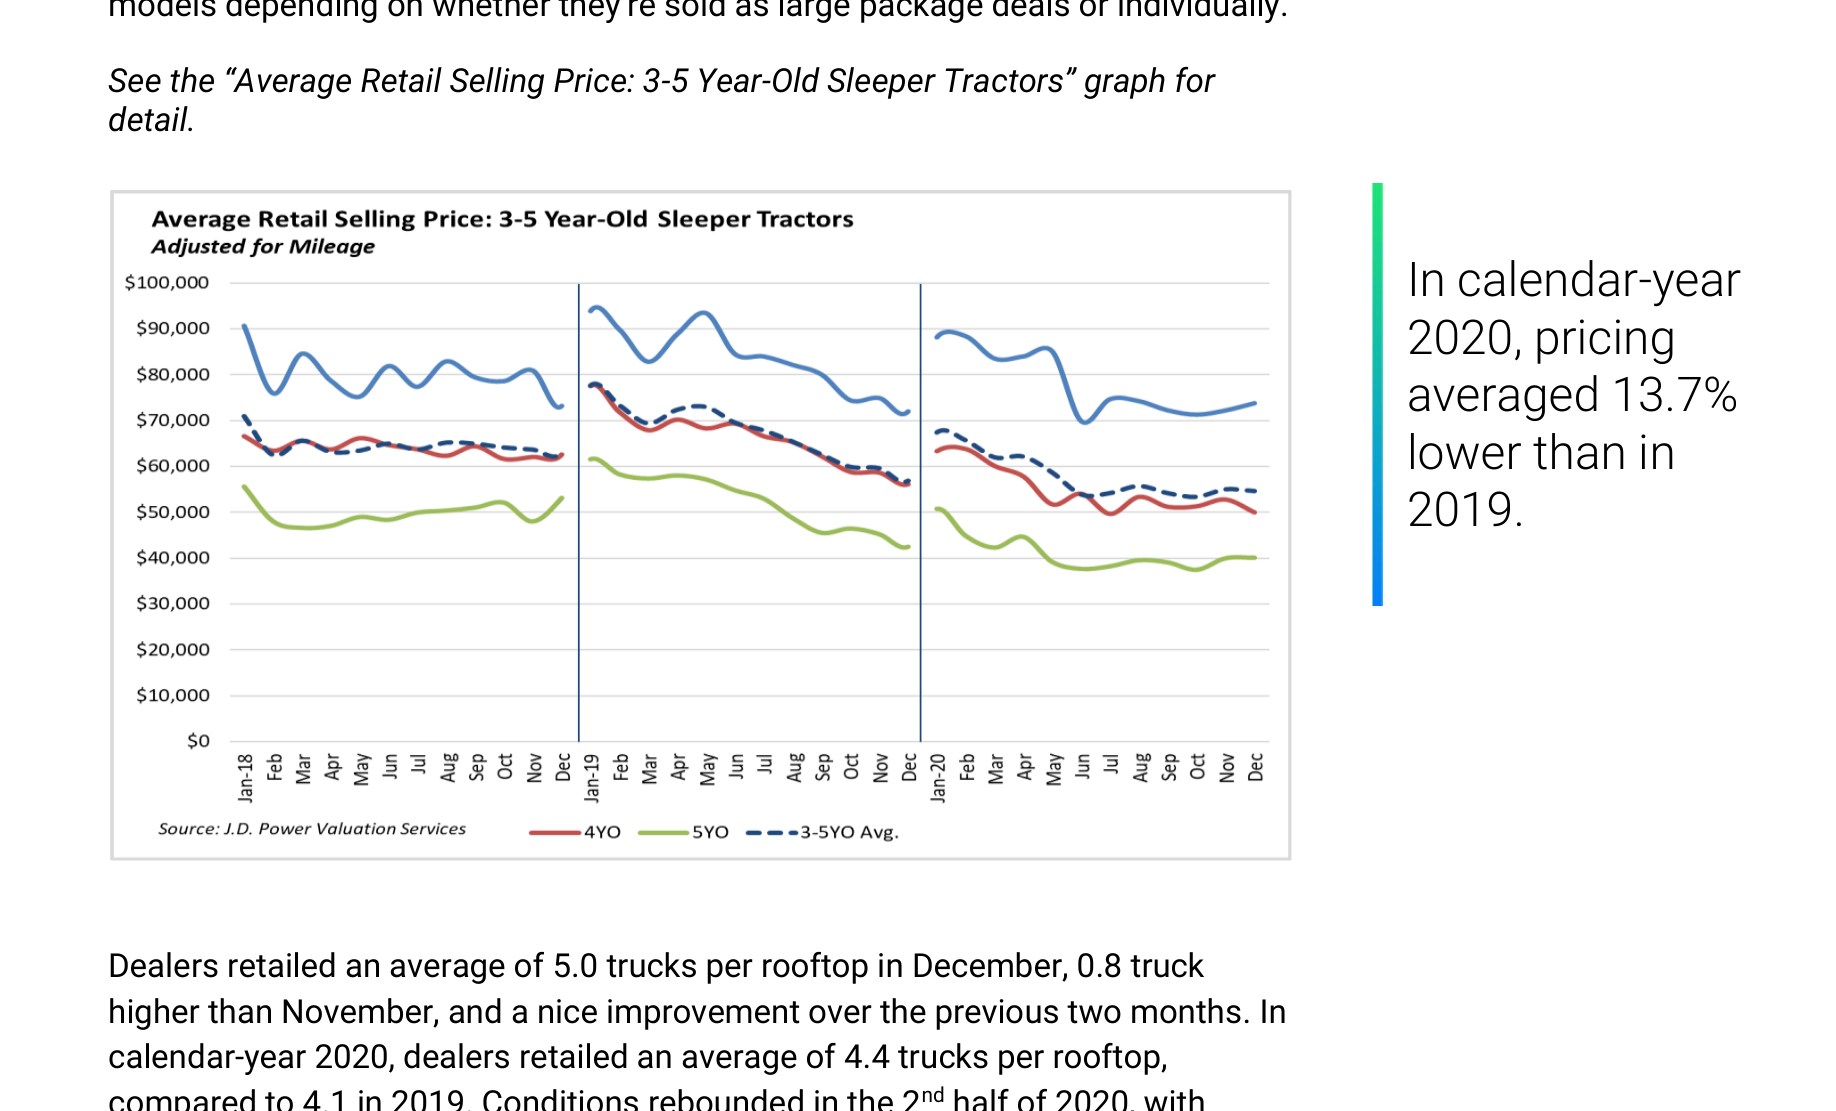 models depending on whether they're sold as large package deals or individually.
See the “Average Retail Selling Price: 3-5 Year-Old Sleeper Tractors” graph for
detail.
Average Retail Selling Price: 3-5 Year-Old Sleeper Tractors
Adjusted for Mileage
$100,000
$90,000
$80,000
$70,000
$60,000
$50,000
$40,000
$30,000
$20,000
$10,000
$0
Jan-18 Feb Mar Apr May Jun Jul Aug Sep Oct Nov Dec Jan-19 Feb Mar Apr May Jun Jul Aug Sep Oct Nov Dec Jan-20 Feb Mar Apr May Jun Jul Aug Sep Oct Nov Dec
Source: J.D. Power Valuation Services 4YO 5YO 3-5YO Avg.
In calendar-year
2020, pricing
averaged 13.7%
lower than in
2019.
Dealers retailed an average of 5.0 trucks per rooftop in December, 0.8 truck
higher than November, and a nice improvement over the previous two months. In
calendar-year 2020, dealers retailed an average of 4.4 trucks per rooftop,
compared to 4.1 in 2019. Conditions rebounded in the 2nd half of 2020, with